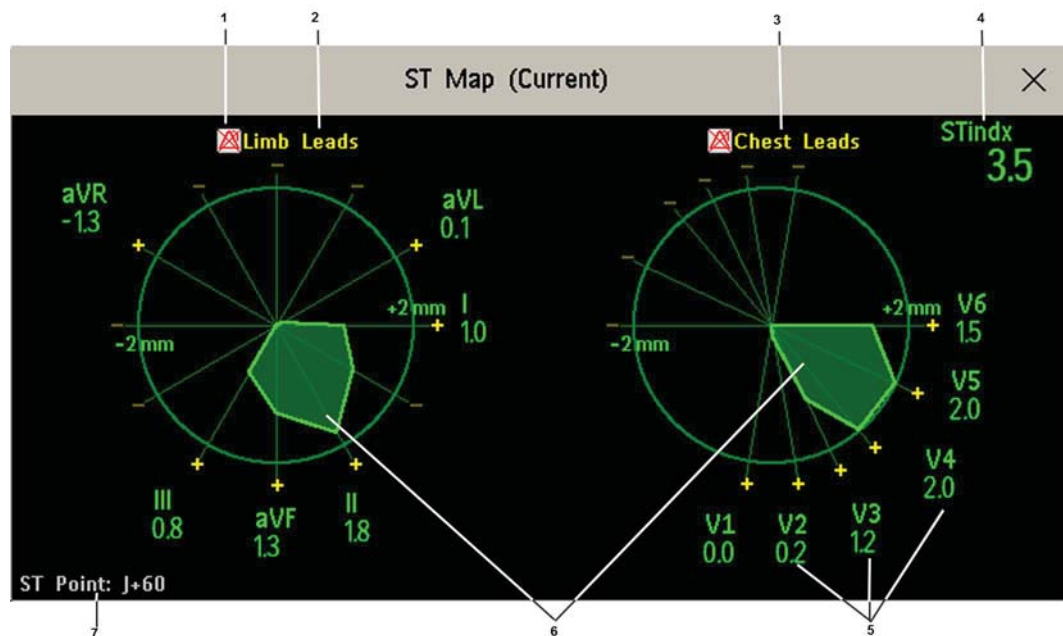 1 2 3 4
ST Map (Current)
Limb Leads
Chest Leads
STindx
3.5
aVR
-1.3
aVL
0.1
+2 mm
-2 mm
I
1.0
III
0.8
aVF
1.3
II
1.8
+2 mm
-2 mm
V6
1.5
V5
2.0
V4
2.0
V3
1.2
V2
0.2
V1
0.0
ST Point: J+60
7 6 5